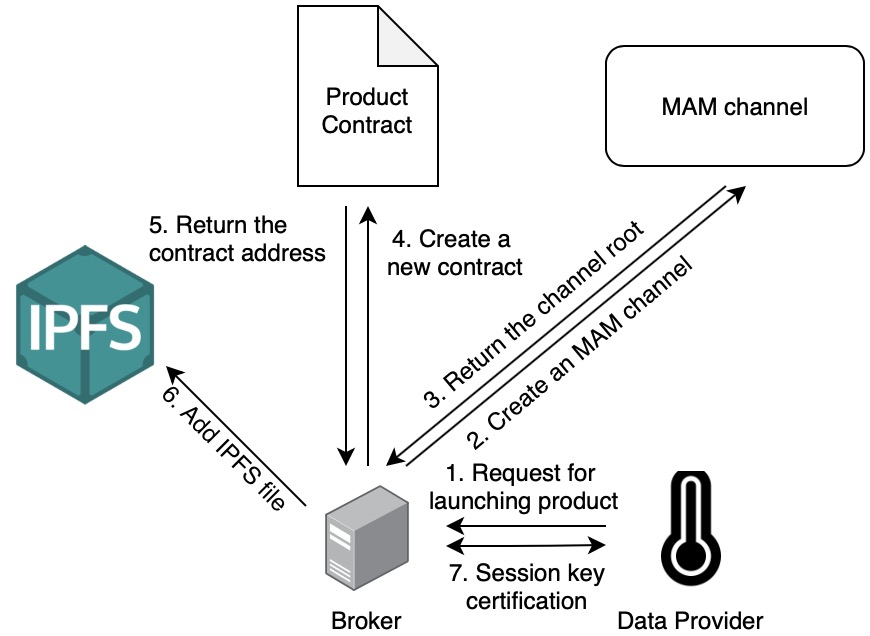 Product
Contract
MAM channel
5. Return the
contract address
4. Create a
new contract
IPFS
3. Return the channel root
2. Create an MAM channel
6. Add IPFS file
1. Request for
launching product
7. Session key
certification
Broker
Data Provider